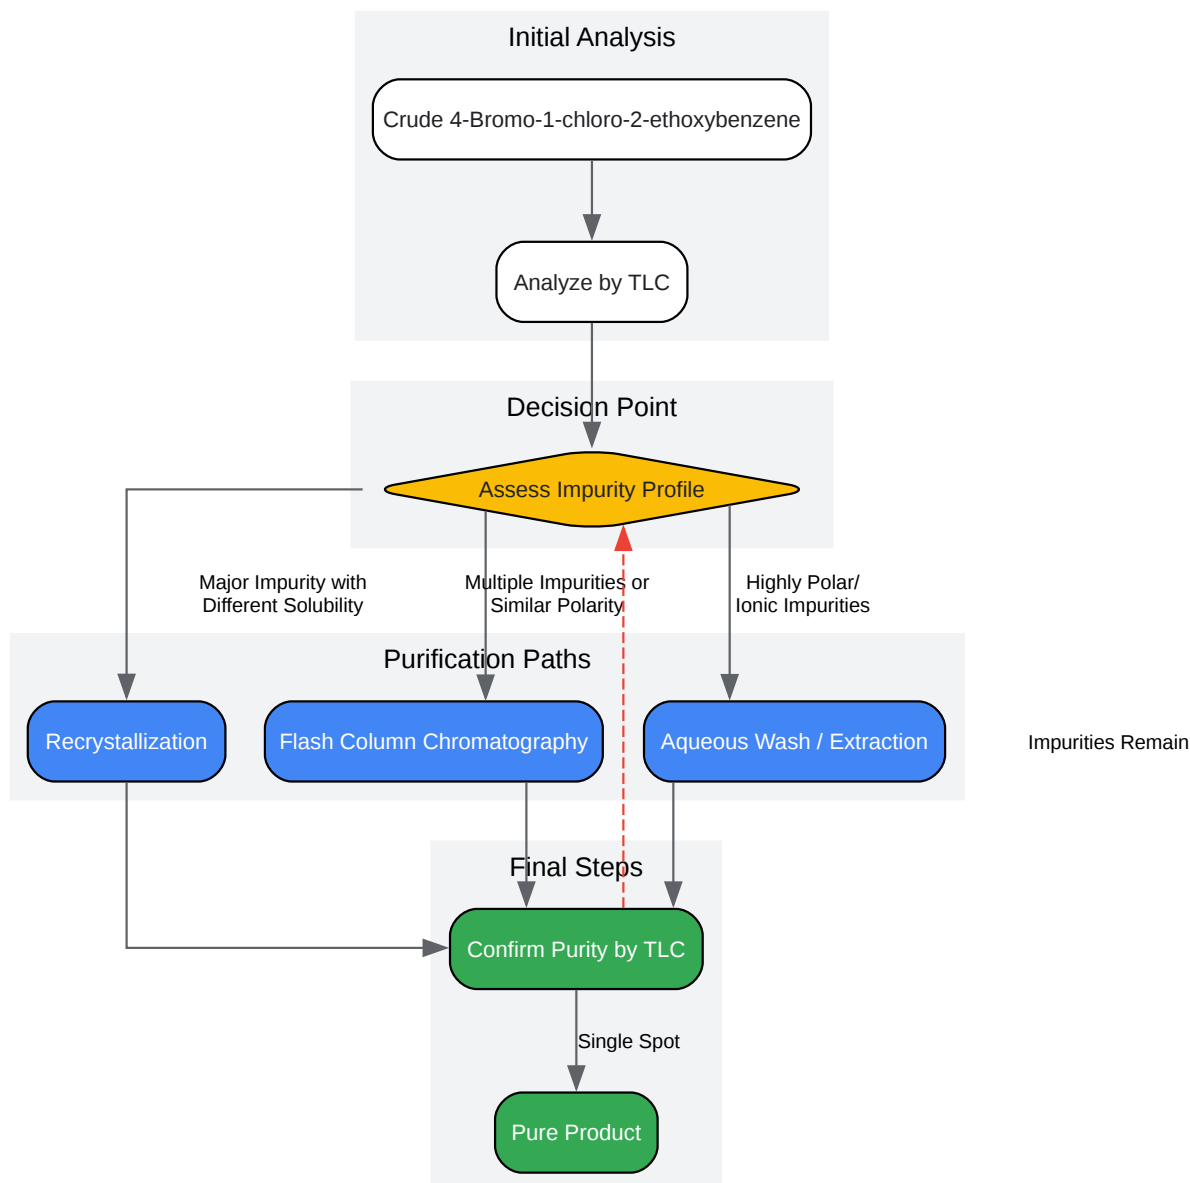 Initial Analysis
Crude 4-Bromo-1-chloro-2-ethoxybenzene
Analyze by TLC
Decision Point
Assess Impurity Profile
Major Impurity with
Different Solubility
Multiple Impurities or
Similar Polarity
Highly Polar/
Ionic Impurities
Purification Paths
Recrystallization
Flash Column Chromatography
Aqueous Wash / Extraction
Impurities Remain
Final Steps
Confirm Purity by TLC
Single Spot
Pure Product